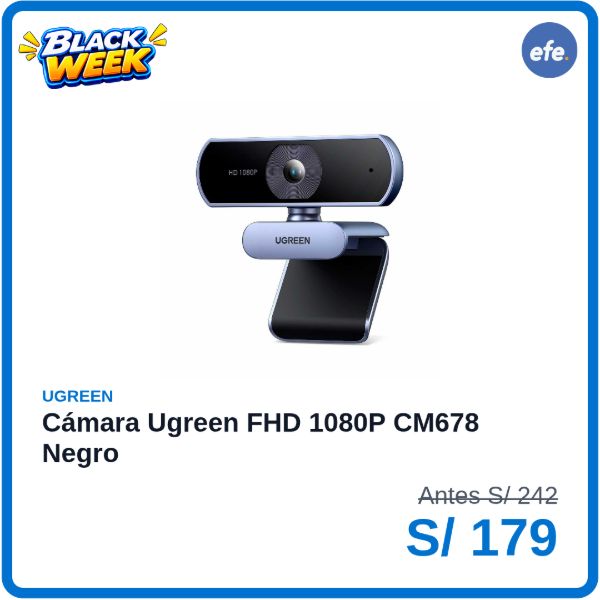 BLACK
WEEK
efe.
HD 1080P
UGREEN
UGREEN
Cámara Ugreen FHD 1080P CM678
Negro
Antes S/ 242
S/ 179